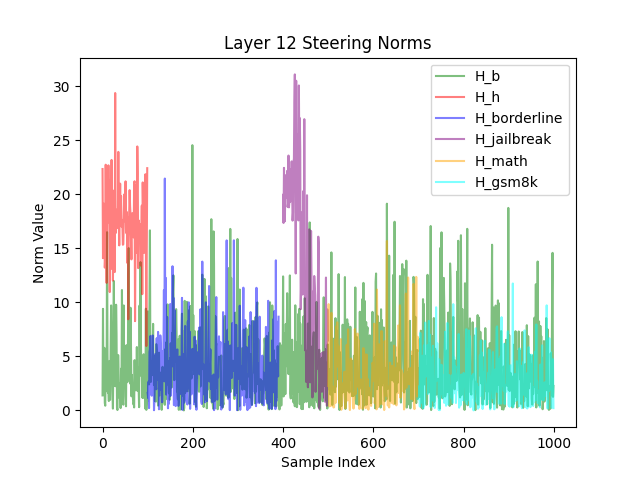 Layer 12 Steering Norms
H_b
H_h
H_borderline
H_jailbreak
H_math
H_gsm8k
Norm Value
30
25
20
15
10
5
0
0 200 400 600 800 1000
Sample Index